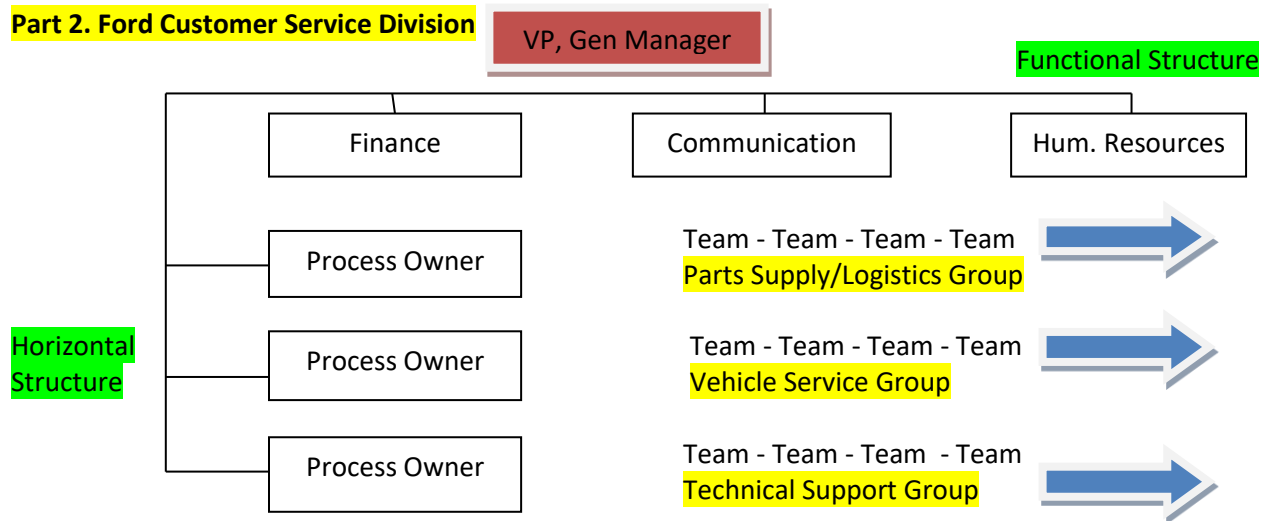 Part 2. Ford Customer Service Division
VP, Gen Manager
Functional Structure
Finance
Communication
Hum. Resources
Process Owner
Team - Team - Team - Team
Parts Supply/Logistics Group
Horizontal
Structure
Process Owner
Team - Team - Team - Team
Vehicle Service Group
Process Owner
Team - Team - Team - Team
Technical Support Group